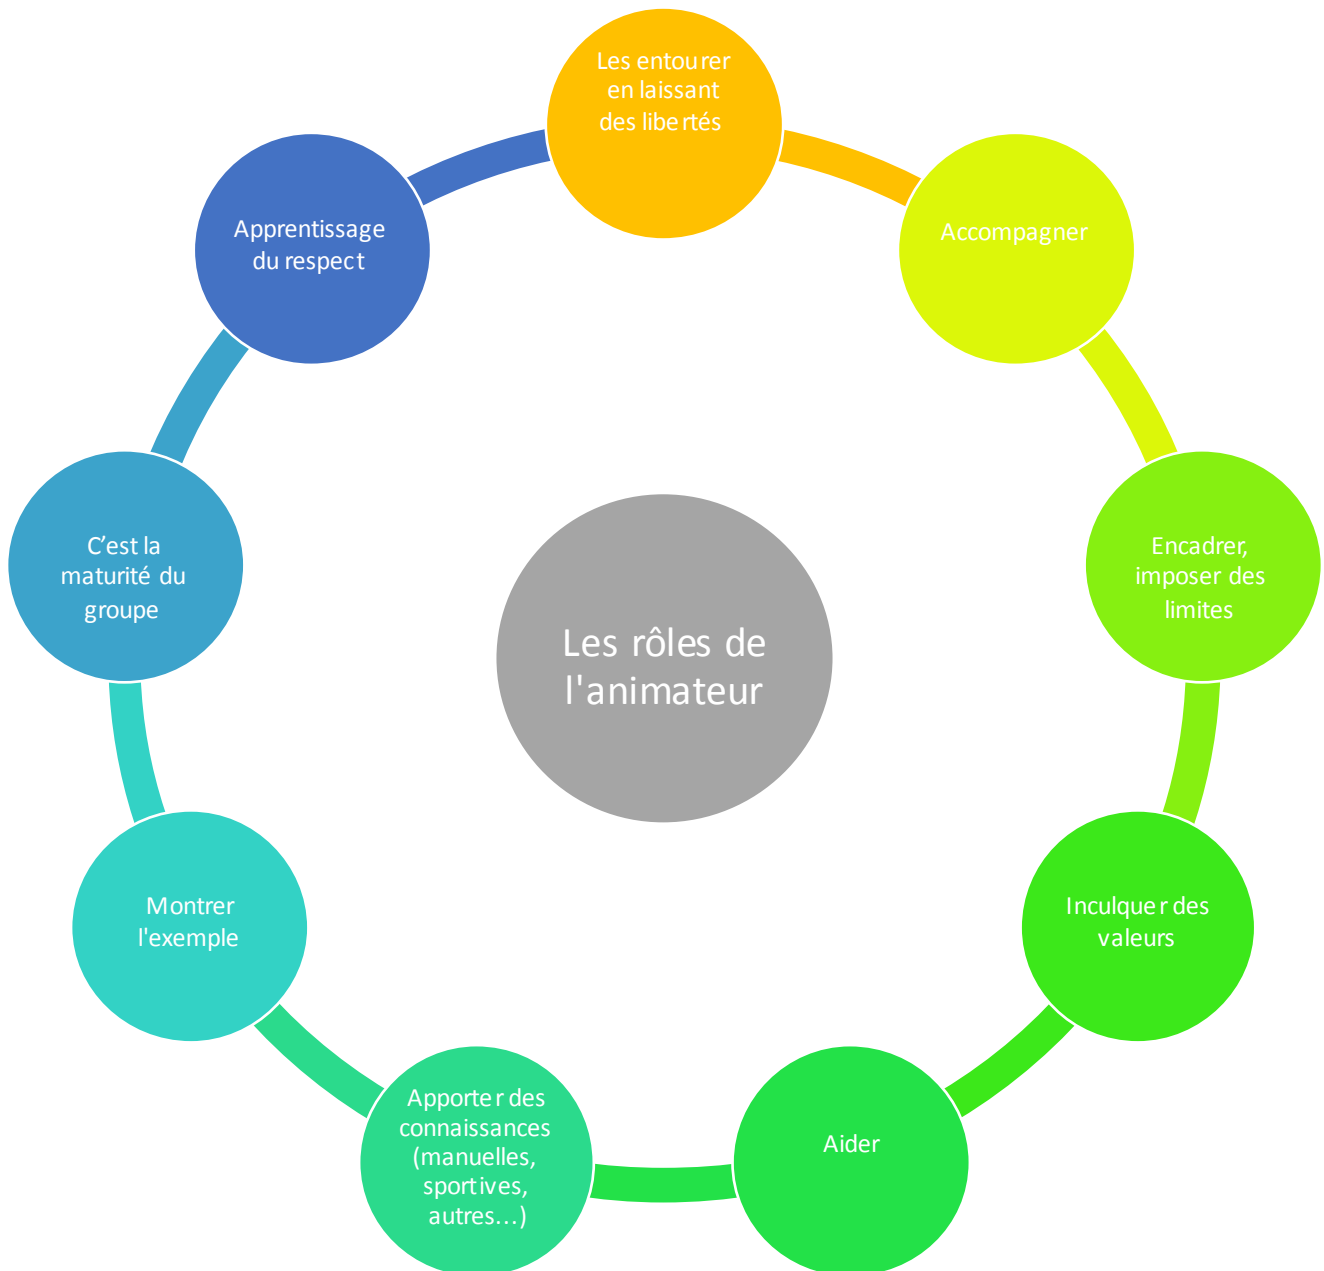 Les entourer
en laissant
des libertés
Accompagner
Encadrer,
imposer des
limites
Inculquer des
valeurs
Aider
Apporter des
connaissances
(manuelles,
sportives,
autres…)
Montrer
l'exemple
C’est la
maturité du
groupe
Apprentissage
du respect
Les rôles de
l'animateur